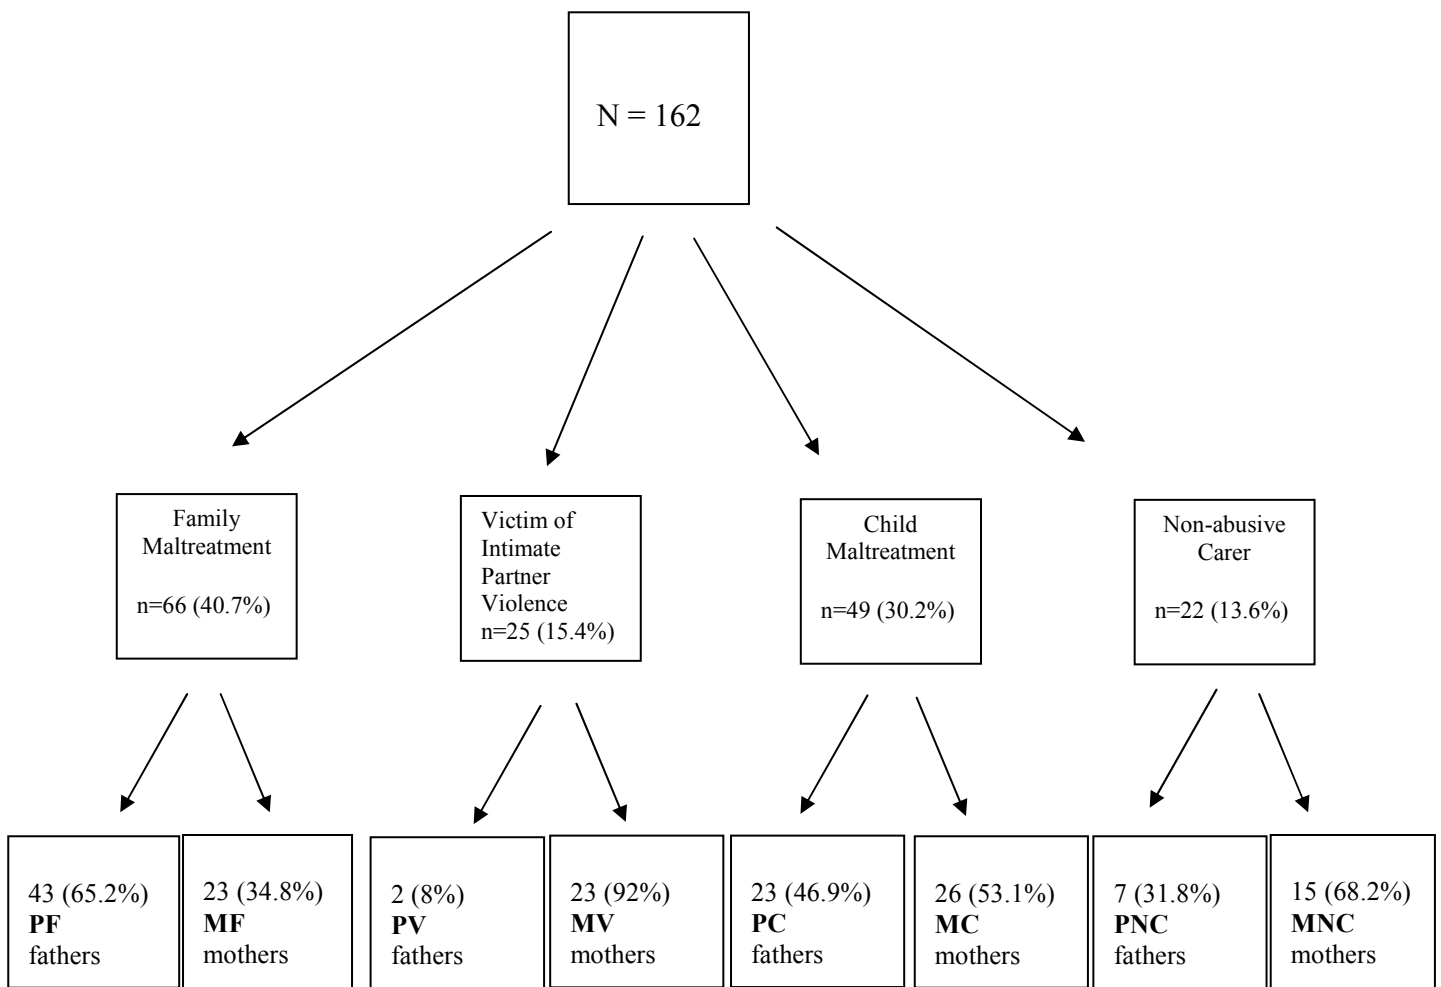 N = 162
Family
Maltreatment
n=66 (40.7%)
Victim of
Intimate
Partner
Violence
n=25 (15.4%)
Child
Maltreatment
n=49 (30.2%)
Non-abusive
Carer
n=22 (13.6%)
43 (65.2%)
PF
fathers
23 (34.8%)
MF
mothers
2 (8%)
PV
fathers
23 (92%)
MV
mothers
23 (46.9%)
PC
fathers
26 (53.1%)
MC
mothers
7 (31.8%)
PNC
fathers
15 (68.2%)
MNC
mothers